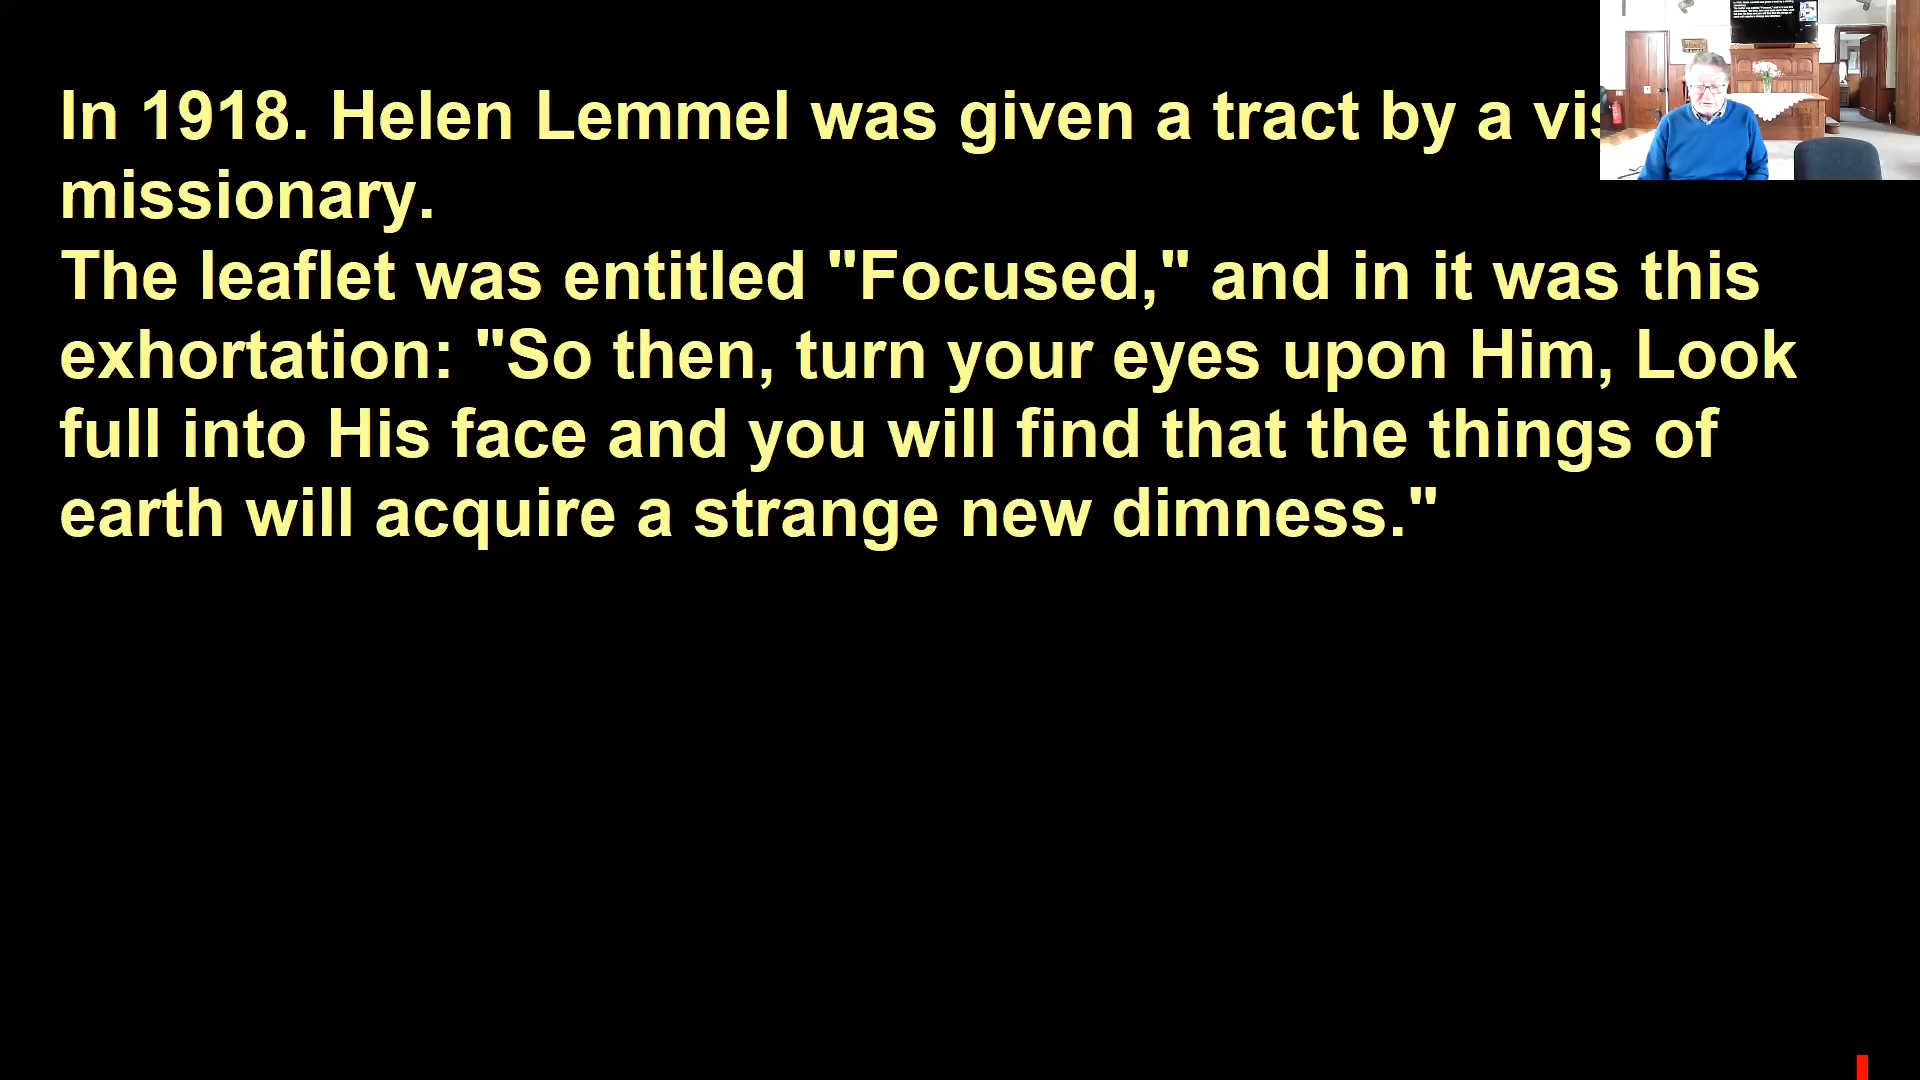 In 1918. Helen Lemmel was given a tract by a
missionary.
The leaflet was entitled "Focused," and in it was this
exhortation: "So then, turn your eyes upon Him, Look
full into His face and you will find that the things of
earth will acquire a strange new dimness."